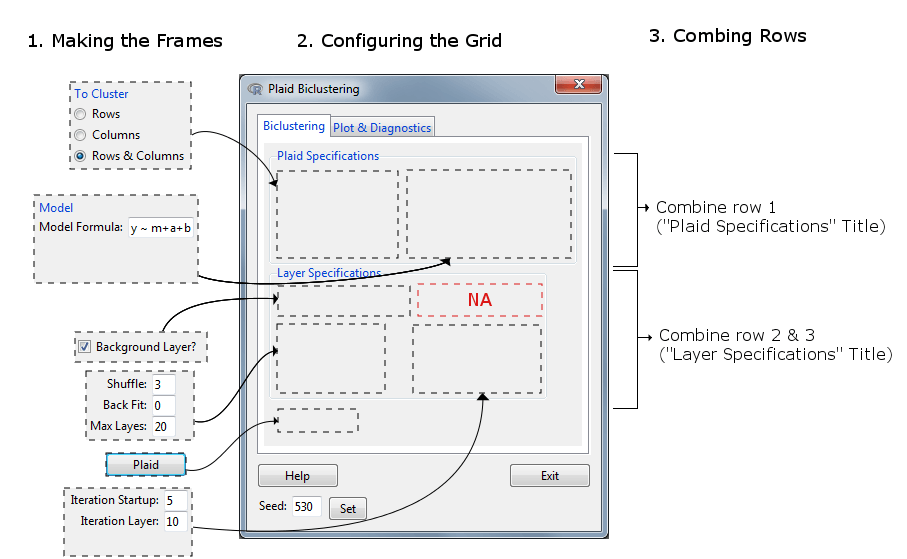 1. Making the Frames
2. Configuring the Grid
3. Combing Rows
To Cluster
Rows
Columns
Rows & Columns
Model
Model Formula: y ~ m+a+b
Background Layer?
Shuffle: 3
Back Fit: 0
Max Layes: 20
Plaid
Iteration Startup: 5
Iteration Layer: 10
Plaid Biclustering
Biclustering
Plot & Diagnostics
Plaid Specifications
Layer Specifications
NA
Help
Exit
Seed: 530 Set
Combine row 1
("Plaid Specifications" Title)
Combine row 2 & 3
("Layer Specifications" Title)